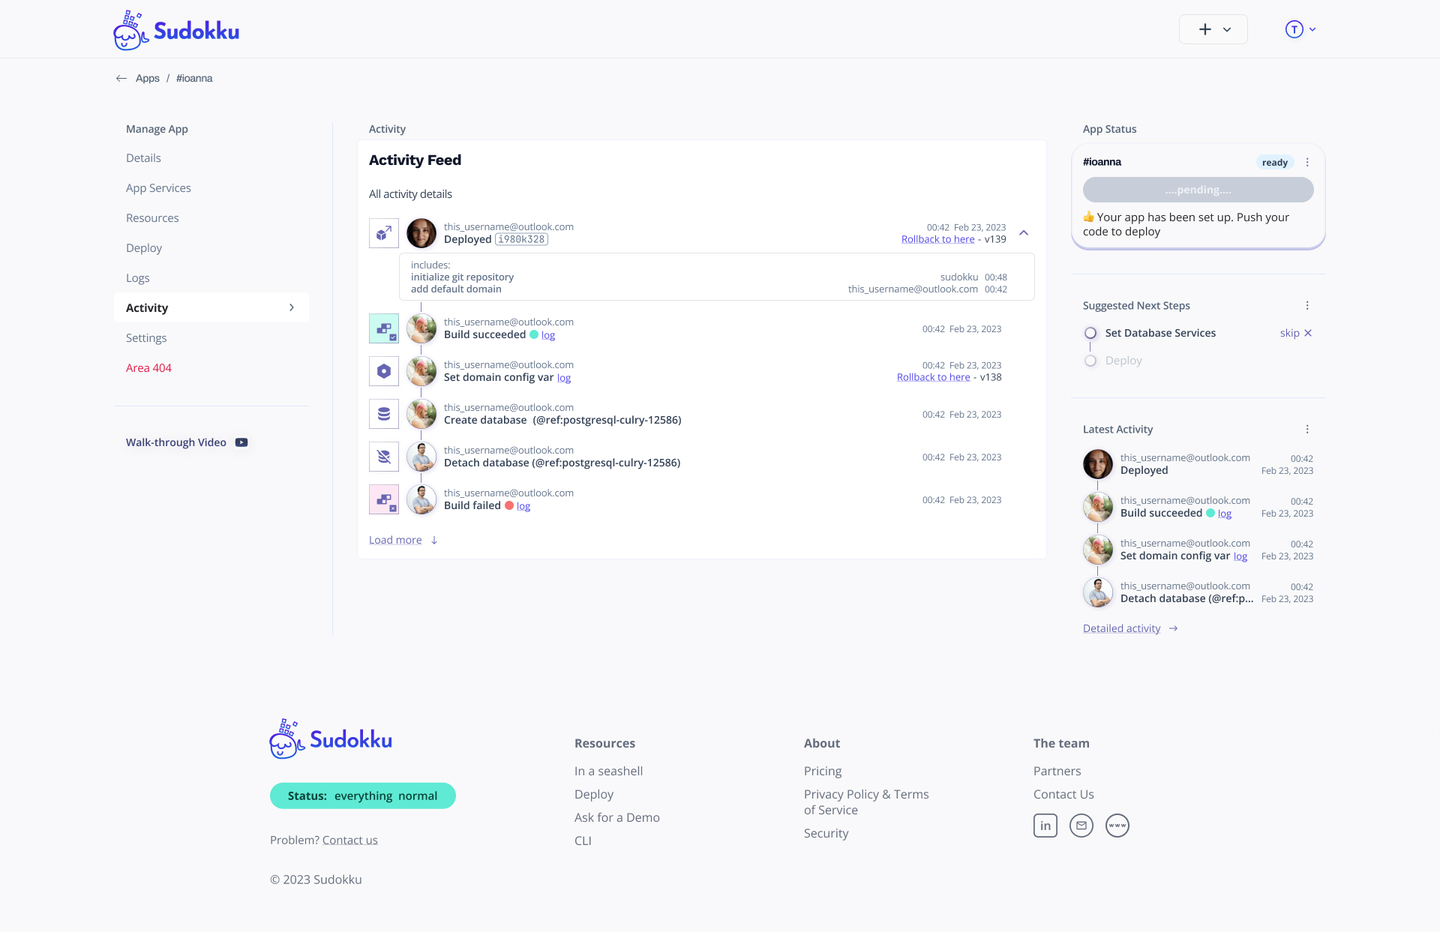 Sudokku
T
Apps / #ioanna
Manage App
Details
App Services
Resources
Deploy
Logs
Activity
Settings
Area 404
Walk-through Video
Activity
Activity Feed
All activity details
this_username@outlook.com 00:42 Feb 23, 2023
Deployed i980k328 Rollback to here - v139
includes:
initialize git repository sudokku 00:48
add default domain this_username@outlook.com 00:42
this_username@outlook.com
Build succeeded log 00:42 Feb 23, 2023
this_username@outlook.com 00:42 Feb 23, 2023
Set domain config var log Rollback to here - v138
this_username@outlook.com
Create database (@ref:postgresql-culry-12586) 00:42 Feb 23, 2023
this_username@outlook.com
Detach database (@ref:postgresql-culry-12586) 00:42 Feb 23, 2023
this_username@outlook.com
Build failed log 00:42 Feb 23, 2023
Load more
App Status
#ioanna ready
....pending....
👍 Your app has been set up. Push your
code to deploy
Suggested Next Steps
Set Database Services skip
Deploy
Latest Activity
this_username@outlook.com 00:42
Deployed Feb 23, 2023
this_username@outlook.com 00:42
Build succeeded log Feb 23, 2023
this_username@outlook.com 00:42
Set domain config var log Feb 23, 2023
this_username@outlook.com 00:42
Detach database (@ref:p... Feb 23, 2023
Detailed activity
Sudokku
Status: everything normal
Problem? Contact us
© 2023 Sudokku
Resources
In a seashell
Deploy
Ask for a Demo
CLI
About
Pricing
Privacy Policy & Terms
of Service
Security
The team
Partners
Contact Us
in
www